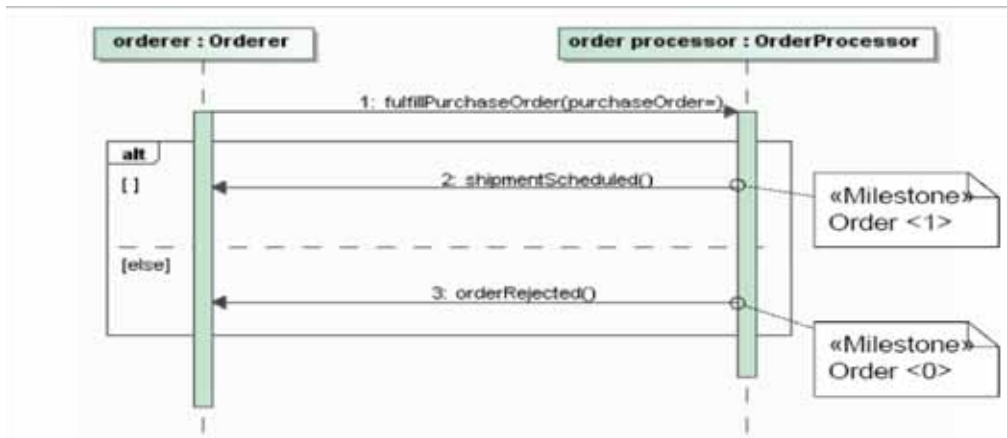 orderer : Orderer
order processor : OrderProcessor
1: fulfillPurchaseOrder(purchaseOrder=)
alt
[ ]
2: shipmentScheduled()
«Milestone»
Order <1>
[else]
3: orderRejected()
«Milestone»
Order <0>